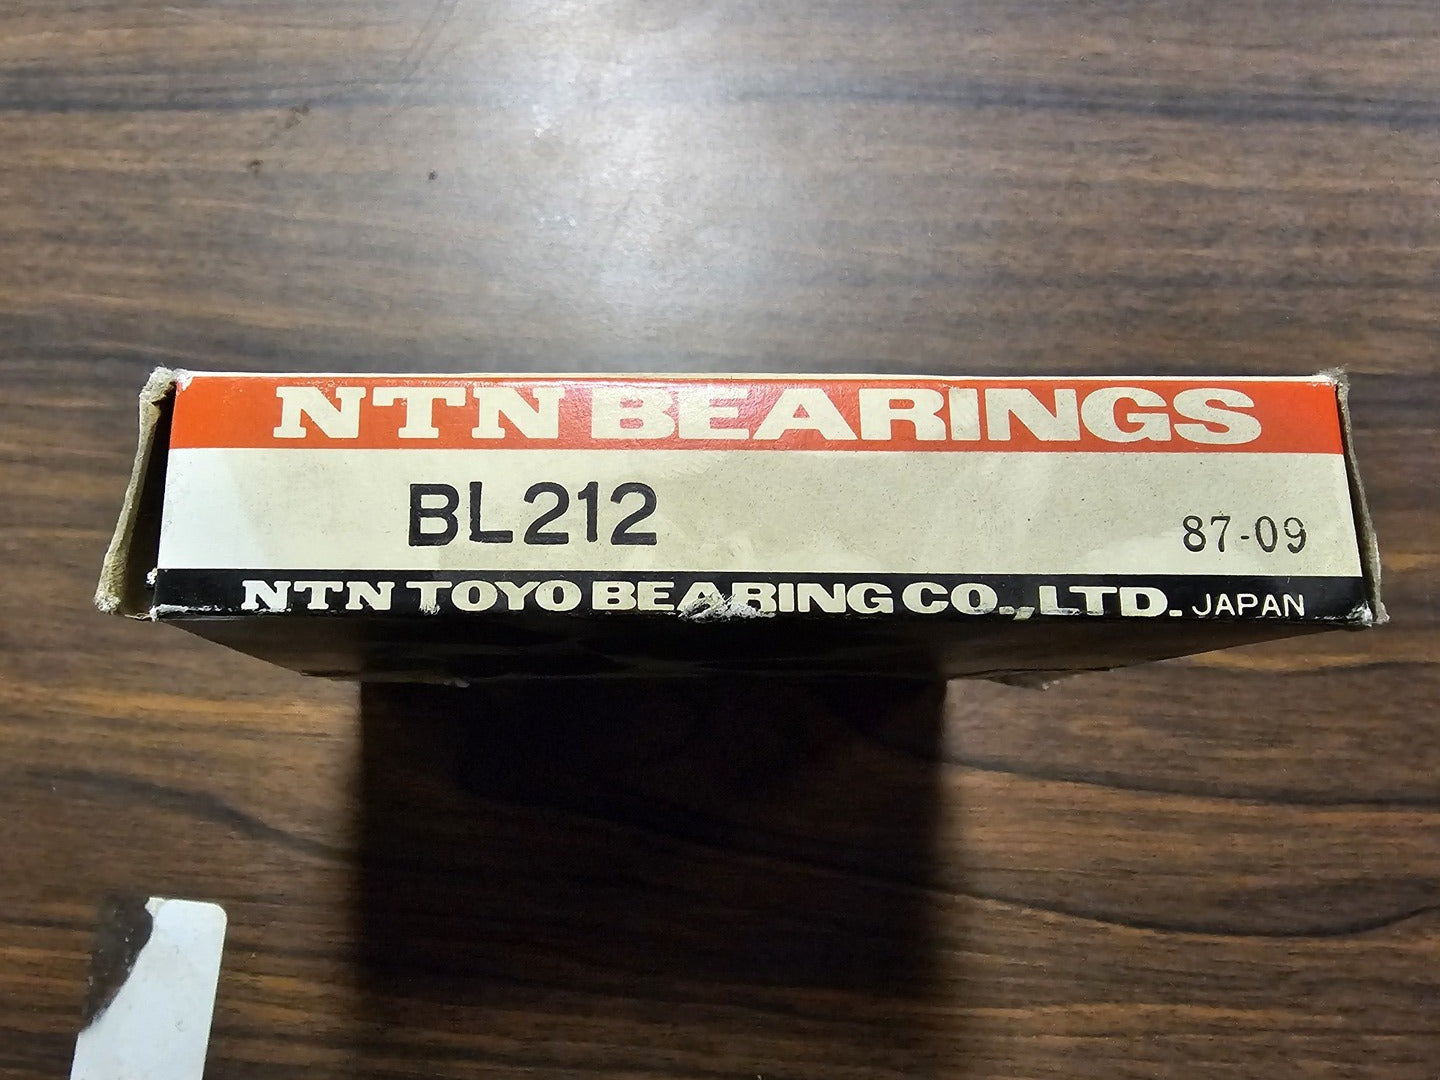 NTN BEARINGS
BL212
87-09
NTN TOYO BEARING CO., LTD. JAPAN